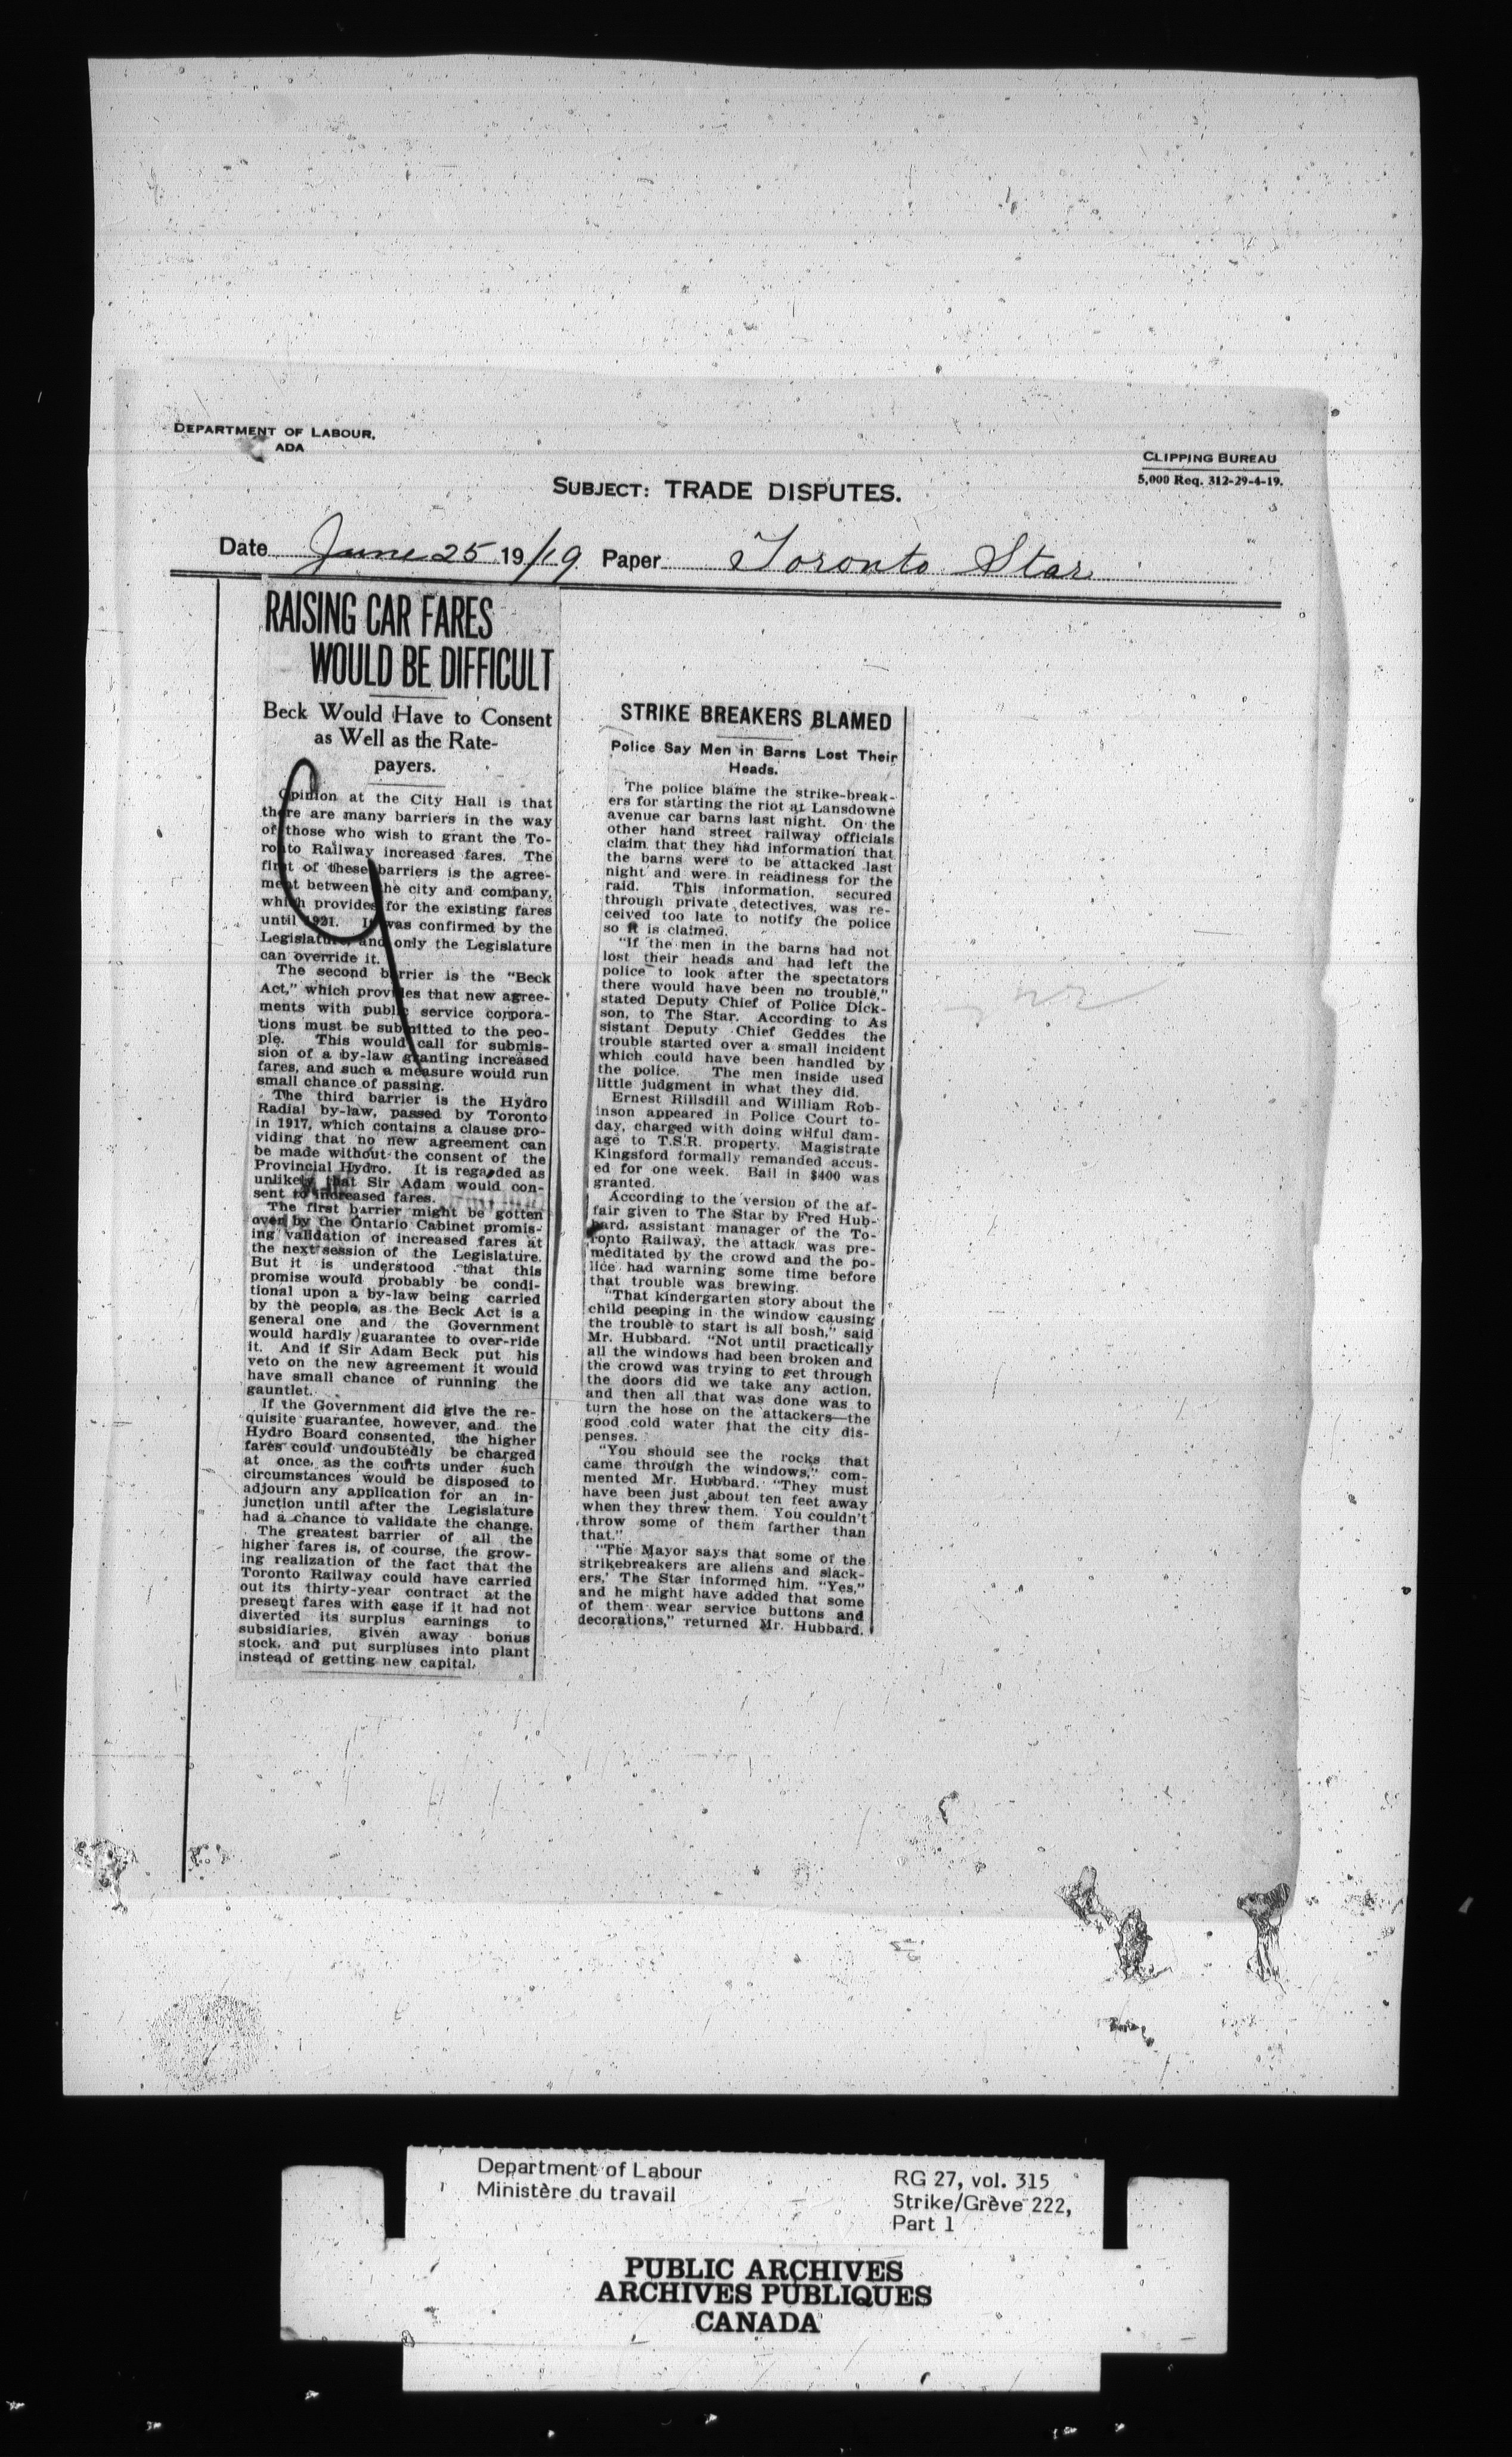 DEPARTMENT OF LABOUR,
ADA
CLIPPING BUREAU
5,000 Req. 312-29-4-19.
SUBJECT: TRADE DISPUTES.
Date June 25 19/19 Paper Toronto Star
RAISING CAR FARES
WOULD BE DIFFICULT
Beck Would Have to Consent
as Well as the Rate-
payers.
Opinion at the City Hall is that
there are many barriers in the way
of those who wish to grant the To-
ronto Railway increased fares. The
first of these barriers is the agree-
ment between the city and company,
which provides for the existing fares
until 1921. It was confirmed by the
Legislature, and only the Legislature
can override it.
The second barrier is the "Beck
Act," which provides that new agree-
ments with public service corpora-
tions must be submitted to the peo-
ple. This would call for submis-
sion of a by-law granting increased
fares, and such a measure would run
small chance of passing.
The third barrier is the Hydro
Radial by-law, passed by Toronto
in 1917, which contains a clause pro-
viding that no new agreement can
be made without the consent of the
Provincial Hydro. It is regarded as
unlikely that Sir Adam would con-
sent to increased fares.
The first barrier might be gotten
over by the Ontario Cabinet promis-
ing validation of increased fares at
the next session of the Legislature.
But it is understood that this
promise would probably be condi-
tional upon a by-law being carried
by the people, as the Beck Act is a
general one and the Government
would hardly guarantee to over-ride
it. And if Sir Adam Beck put his
veto on the new agreement it would
have small chance of running the
gauntlet.
If the Government did give the re-
quisite guarantee, however, and the
Hydro Board consented, the higher
fares could undoubtedly be charged
at once, as the courts under such
circumstances would be disposed to
adjourn any application for an in-
junction until after the Legislature
had a chance to validate the change.
The greatest barrier of all the
higher fares is, of course, the grow-
ing realization of the fact that the
Toronto Railway could have carried
out its thirty-year contract at the
present fares with ease if it had not
diverted its surplus earnings to
subsidiaries, given away bonus
stock, and put surpluses into plant
instead of getting new capital.
STRIKE BREAKERS BLAMED
Police Say Men in Barns Lost Their
Heads.
The police blame the strike-break-
ers for starting the riot at Lansdowne
avenue car barns last night. On the
other hand street railway officials
claim that they had information that
the barns were to be attacked last
night and were in readiness for the
raid. This information, secured
through private detectives, was re-
ceived too late to notify the police
so it is claimed.
"If the men in the barns had not
lost their heads and had left the
police to look after the spectators
there would have been no trouble,"
stated Deputy Chief of Police Dick-
son, to The Star. According to As
sistant Deputy Chief Geddes the
trouble started over a small incident
which could have been handled by
the police. The men inside used
little judgment in what they did.
Ernest Rillsdill and William Rob-
inson appeared in Police Court to-
day, charged with doing wilful dam-
age to T.S.R. property. Magistrate
Kingsford formally remanded accus-
ed for one week. Bail in $400 was
granted.
According to the version of the af-
fair given to The Star by Fred Hub-
bard, assistant manager of the To-
ronto Railway, the attack was pre-
meditated by the crowd and the po-
lice had warning some time before
that trouble was brewing.
"That kindergarten story about the
child peeping in the window causing
the trouble to start is all bosh," said
Mr. Hubbard. "Not until practically
all the windows had been broken and
the crowd was trying to get through
the doors did we take any action,
and then all that was done was to
turn the hose on the attackers—the
good cold water that the city dis-
penses.
"You should see the rocks that
came through the windows," com-
mented Mr. Hubbard. "They must
have been just about ten feet away
when they threw them. You couldn't
throw some of them farther than
that."
"The Mayor says that some of the
strikebreakers are aliens and slack-
ers,' The Star informed him. "Yes,"
and he might have added that some
of them wear service buttons and
decorations," returned Mr. Hubbard.
Department of Labour
Ministère du travail
RG 27, vol. 315
Strike/Grève 222,
Part 1
PUBLIC ARCHIVES
ARCHIVES PUBLIQUES
CANADA